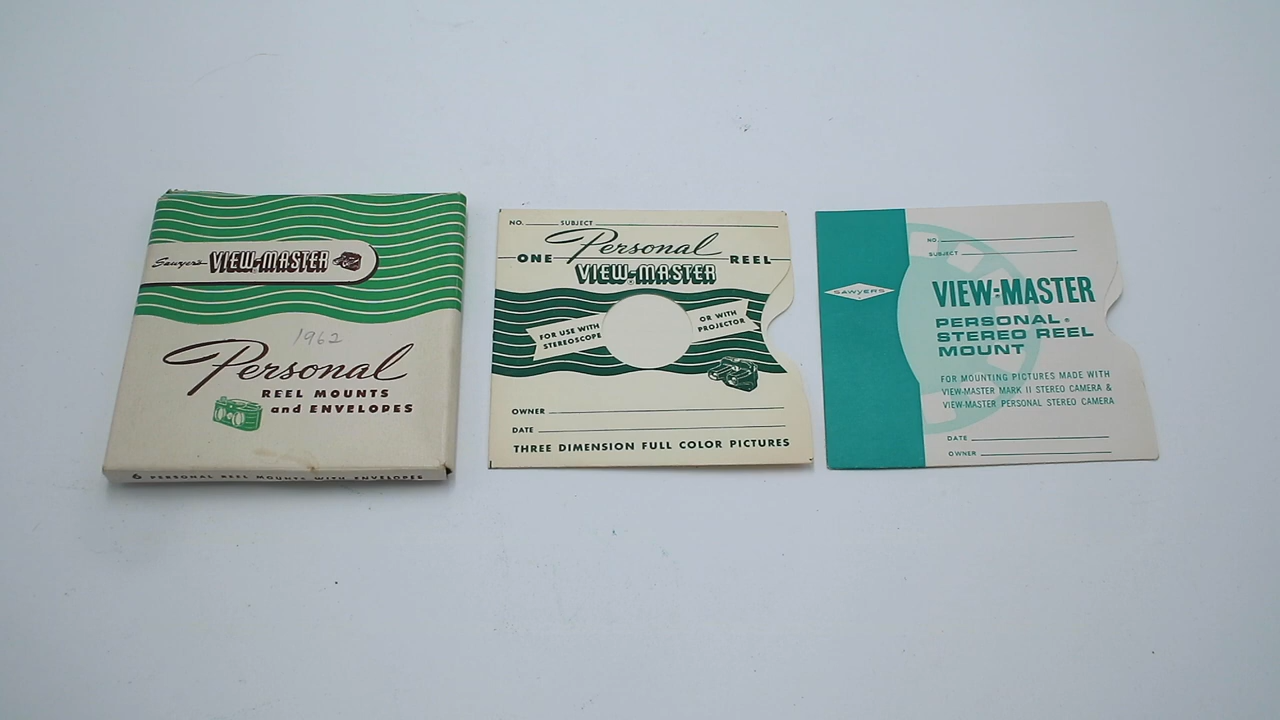 Sawyer's VIEW-MASTER
1962
Personal
REEL MOUNTS
and ENVELOPES
6 PERSONAL REEL MOUNTS WITH ENVELOPES
NO. SUBJECT
Personal
ONE REEL
VIEW-MASTER
FOR USE WITH
STEREOSCOPE
OR WITH
PROJECTOR
OWNER
DATE
THREE DIMENSION FULL COLOR PICTURES
SAWYERS
NO.
SUBJECT
VIEW-MASTER
PERSONAL®
STEREO REEL
MOUNT
FOR MOUNTING PICTURES MADE WITH
VIEW-MASTER MARK II STEREO CAMERA &
VIEW-MASTER PERSONAL STEREO CAMERA
DATE
OWNER